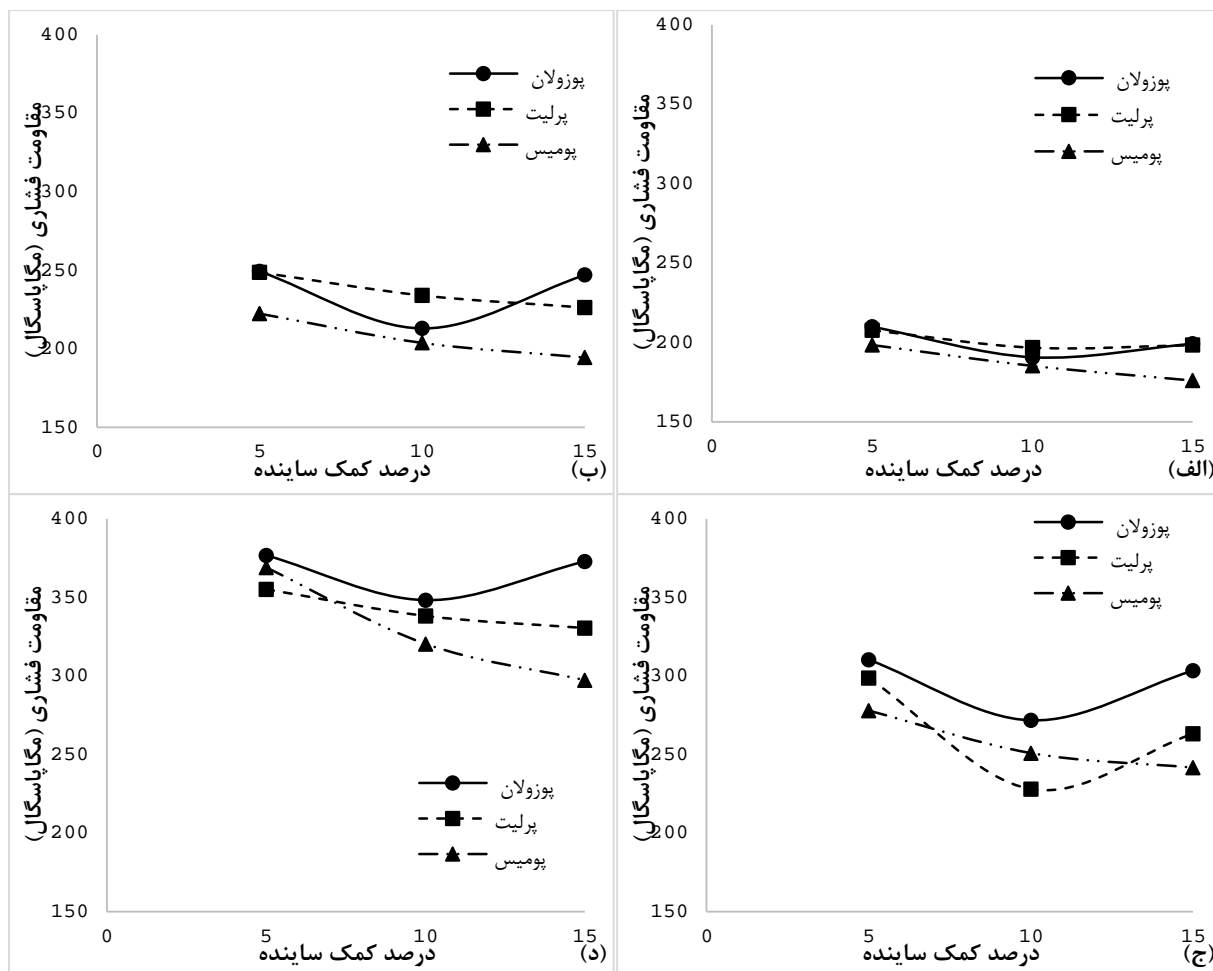 400
350
300
250
200
150
0
5
10
15
مقاومت فشاری (مگاپاسگال)
درصد کمک ساینده
(الف)
پوزولان
پرلیت
پومیس
400
350
300
250
200
150
0
5
10
15
مقاومت فشاری (مگاپاسگال)
درصد کمک ساینده
(ب)
پوزولان
پرلیت
پومیس
400
350
300
250
200
150
0
5
10
15
مقاومت فشاری (مگاپاسگال)
درصد کمک ساینده
(ج)
پوزولان
پرلیت
پومیس
400
350
300
250
200
150
0
5
10
15
مقاومت فشاری (مگاپاسگال)
درصد کمک ساینده
(د)
پوزولان
پرلیت
پومیس